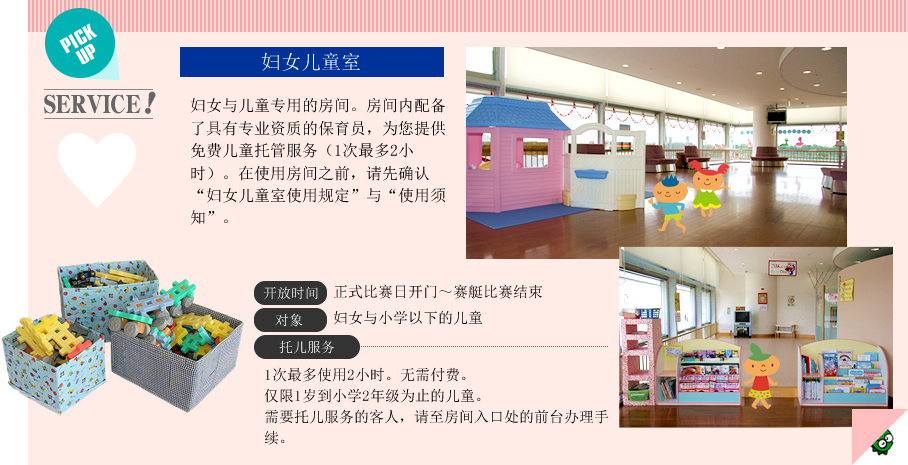 PICK
UP
SERVICE!
妇女儿童室
妇女与儿童专用的房间。房间内配备
了具有专业资质的保育员，为您提供
免费儿童托管服务（1次最多2小
时）。在使用房间之前，请先确认
“妇女儿童室使用规定”与“使用须
知”。
开放时间 正式比赛日开门～赛艇比赛结束
对象 妇女与小学以下的儿童
托儿服务
1次最多使用2小时。无需付费。
仅限1岁到小学2年级为止的儿童。
需要托儿服务的客人，请至房间入口处的前台办理手
续。